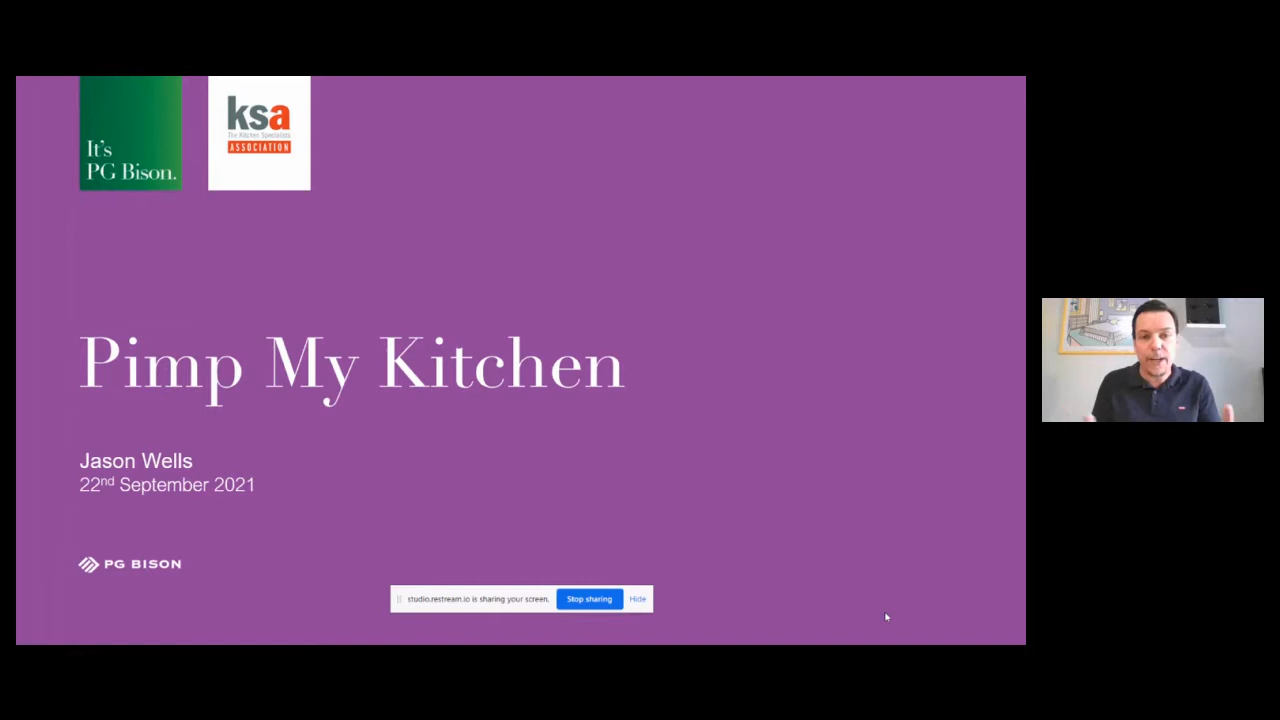 It's
PG Bison.
ksa
The Kitchen Specialists
ASSOCIATION
Pimp My Kitchen
Jason Wells
22nd September 2021
PG BISON
studio.restream.io is sharing your screen.
Stop sharing
Hide